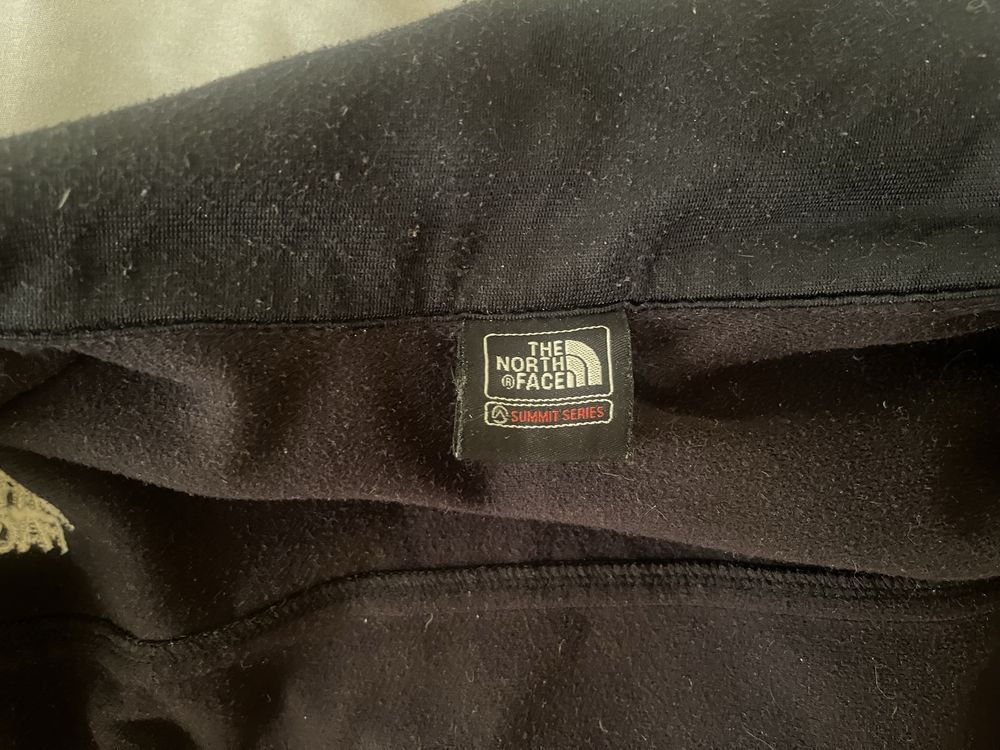 THE
NORTH
® FACE
SUMMIT SERIES